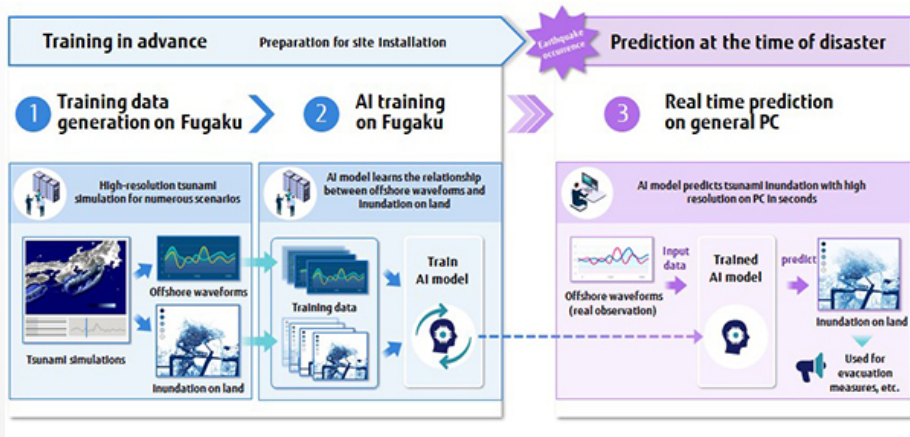 Training in advance
Preparation for site installation
Earthquake
occurrence
Prediction at the time of disaster
1
Training data
generation on Fugaku
2
AI training
on Fugaku
3
Real time prediction
on general PC
High-resolution tsunami
simulation for numerous scenarios
AI model learns the relationship
between offshore waveforms and
inundation on land
AI model predicts tsunami inundation with high
resolution on PC in seconds
Tsunami simulations
Offshore waveforms
Inundation on land
Training data
Train
AI model
Offshore waveforms
(real observation)
Input
data
Trained
AI model
predict
Inundation on land
Used for
evacuation
measures, etc.